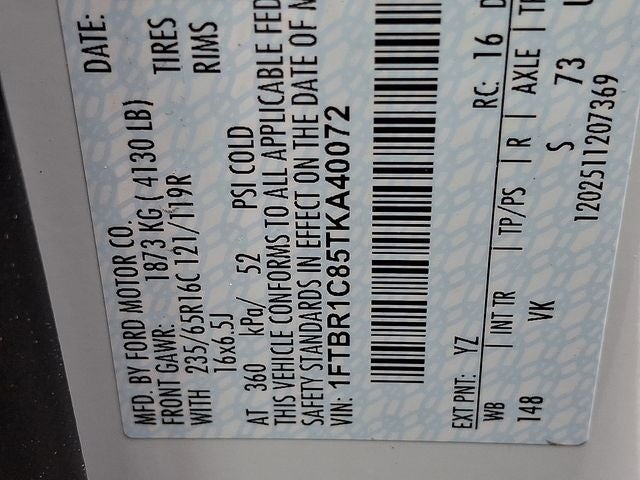 MFD. BY FORD MOTOR CO.
DATE:
FRONT GAWR: 1873 KG ( 4130 LB)
WITH 235/65R16C 121/119R TIRES
16x6.5J RIMS
AT 360 kPa/ 52 PSI COLD
THIS VEHICLE CONFORMS TO ALL APPLICABLE FED
SAFETY STANDARDS IN EFFECT ON THE DATE OF M
VIN: 1FTBR1C85TKA40072
EXT PNT: YZ RC: 16 D
WB | INT TR | TP/PS | R | AXLE | TR
148 VK S 73 U
1202511207369